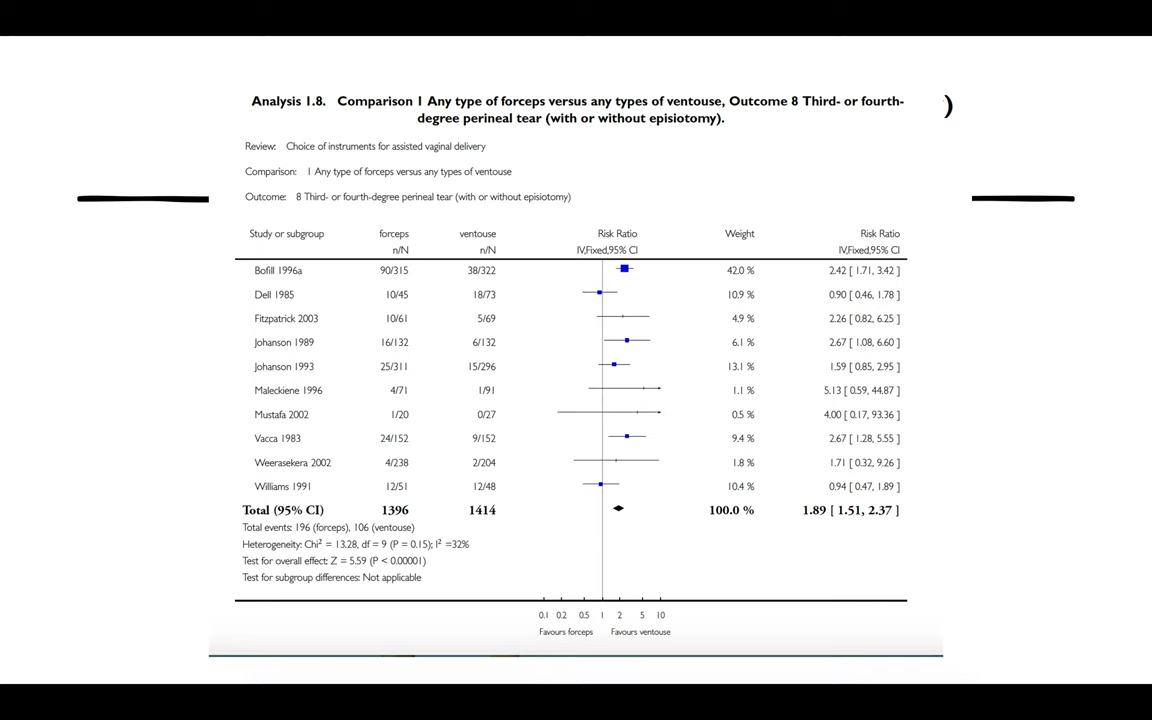 Analysis 1.8. Comparison 1 Any type of forceps versus any types of ventouse, Outcome 8 Third- or fourth-
degree perineal tear (with or without episiotomy).
)
Review: Choice of instruments for assisted vaginal delivery
Comparison: 1 Any type of forceps versus any types of ventouse
Outcome: 8 Third- or fourth-degree perineal tear (with or without episiotomy)
Study or subgroup forceps ventouse Risk Ratio Weight Risk Ratio
n/N n/N IV,Fixed,95% CI IV,Fixed,95% CI
Bofill 1996a 90/315 38/322 42.0 % 2.42 [ 1.71, 3.42 ]
Dell 1985 10/45 18/73 10.9 % 0.90 [ 0.46, 1.78 ]
Fitzpatrick 2003 10/61 5/69 4.9 % 2.26 [ 0.82, 6.25 ]
Johanson 1989 16/132 6/132 6.1 % 2.67 [ 1.08, 6.60 ]
Johanson 1993 25/311 15/296 13.1 % 1.59 [ 0.85, 2.95 ]
Maleckiene 1996 4/71 1/91 1.1 % 5.13 [ 0.59, 44.87 ]
Mustafa 2002 1/20 0/27 0.5 % 4.00 [ 0.17, 93.36 ]
Vacca 1983 24/152 9/152 9.4 % 2.67 [ 1.28, 5.55 ]
Weerasekera 2002 4/238 2/204 1.8 % 1.71 [ 0.32, 9.26 ]
Williams 1991 12/51 12/48 10.4 % 0.94 [ 0.47, 1.89 ]
Total (95% CI) 1396 1414 100.0 % 1.89 [ 1.51, 2.37 ]
Total events: 196 (forceps), 106 (ventouse)
Heterogeneity: Chi² = 13.28, df = 9 (P = 0.15); I² =32%
Test for overall effect: Z = 5.59 (P < 0.00001)
Test for subgroup differences: Not applicable
0.1 0.2 0.5 1 2 5 10
Favours forceps Favours ventouse